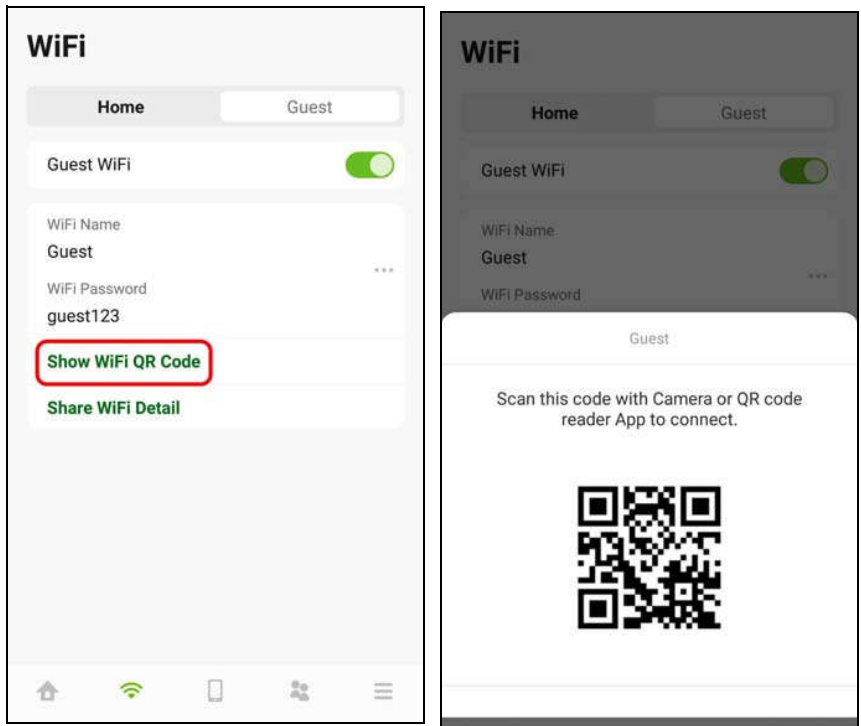 WiFi
Home
Guest
Guest WiFi
WiFi Name
Guest
WiFi Password
guest123
Show WiFi QR Code
Share WiFi Detail
WiFi
Home
Guest
Guest WiFi
WiFi Name
Guest
WiFi Password
Guest
Scan this code with Camera or QR code
reader App to connect.